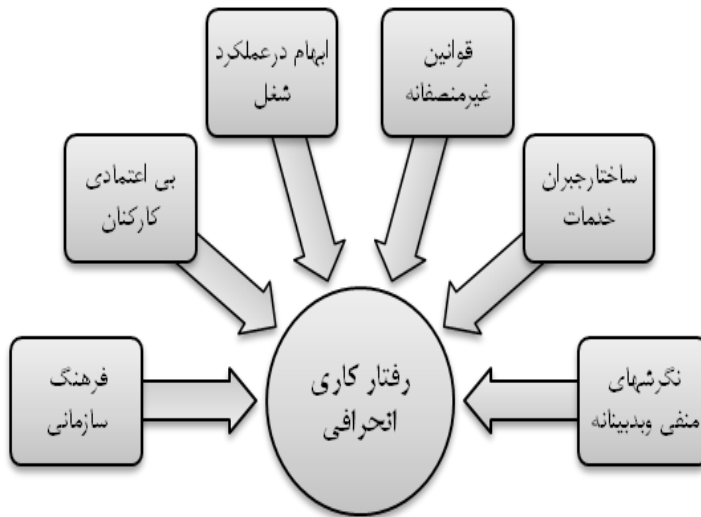 قوانین
غیرمنصفانه
ابهام درعملکرد
شغل
ساختارجبران
خدمات
بی اعتمادی
کارکنان
نگرشهای
منفی وبدبینانه
رفتار کاری
انحرافی
فرهنگ
سازمانی